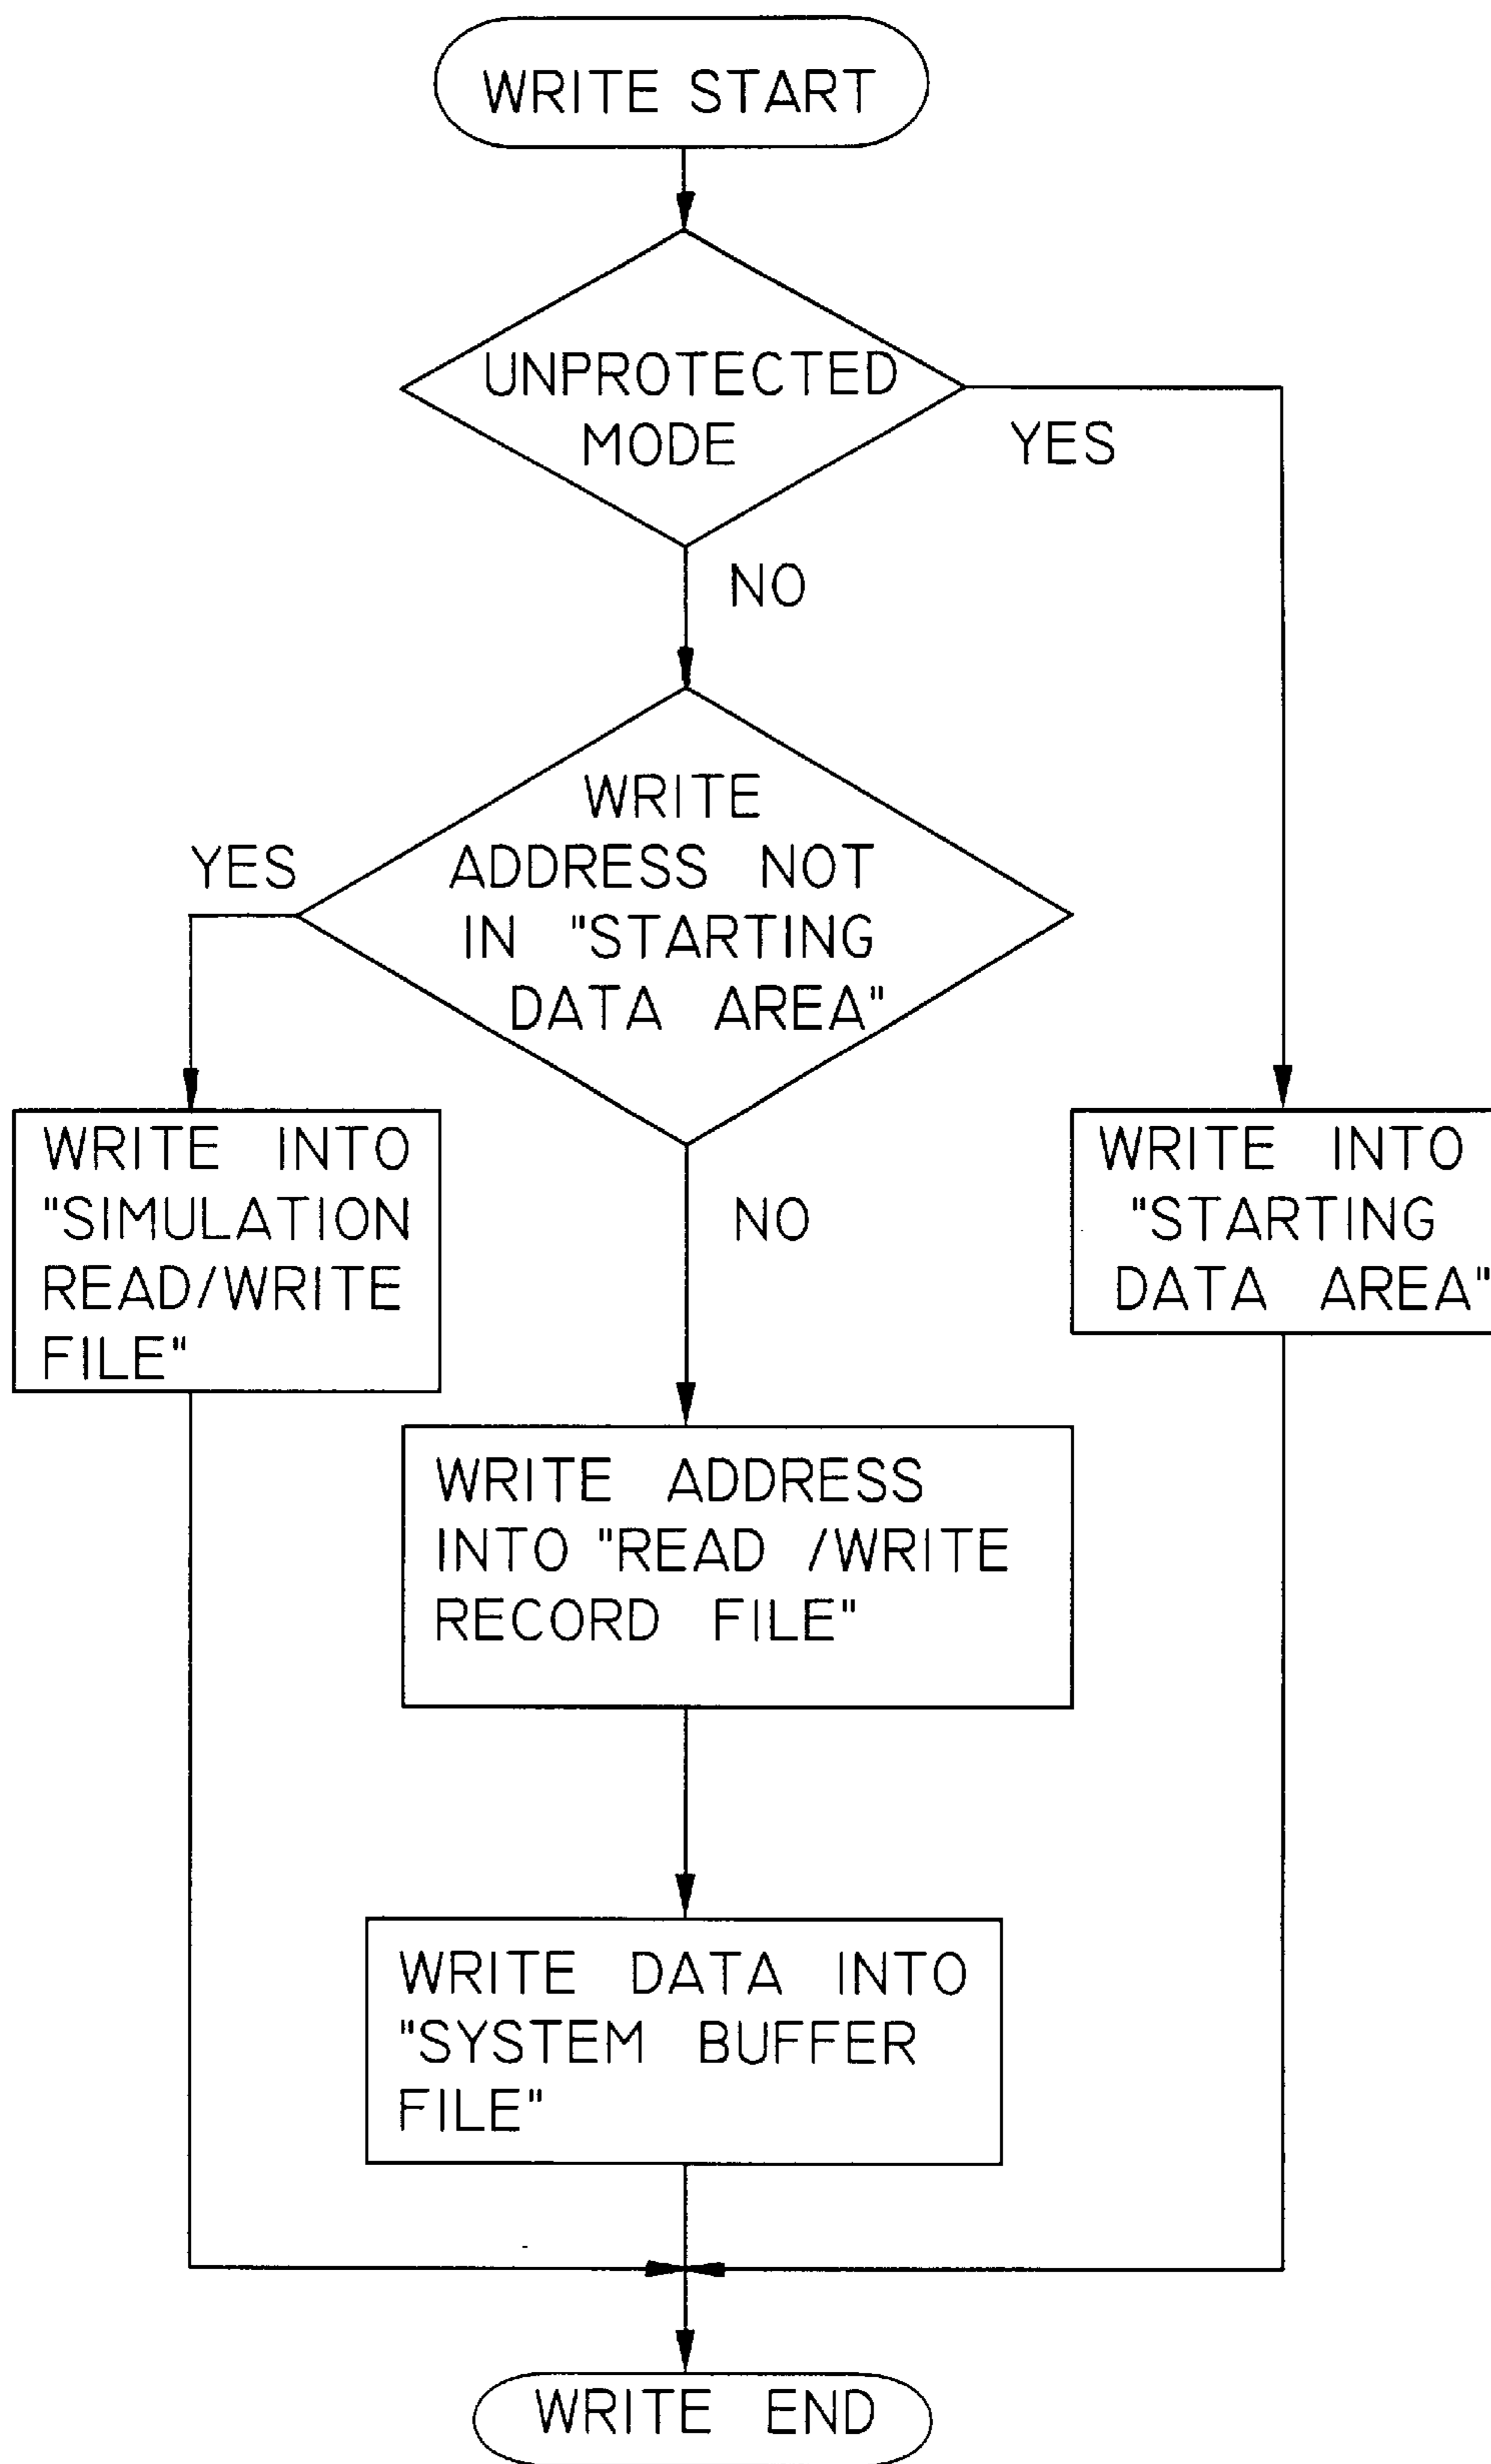 WRITE START
UNPROTECTED
MODE
YES
NO
WRITE
ADDRESS NOT
IN "STARTING
DATA AREA"
YES
NO
WRITE INTO
"SIMULATION
READ/WRITE
FILE"
WRITE INTO
"STARTING
DATA AREA"
WRITE ADDRESS
INTO "READ /WRITE
RECORD FILE"
WRITE DATA INTO
"SYSTEM BUFFER
FILE"
WRITE END